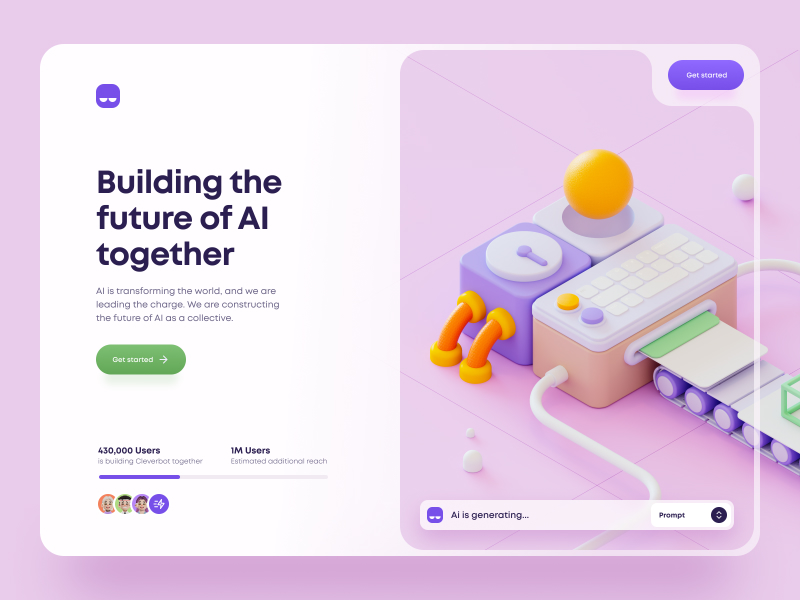 Get started
Building the
future of AI
together
AI is transforming the world, and we are
leading the charge. We are constructing
the future of AI as a collective.
Get started
430,000 Users
is building Cleverbot together
1M Users
Estimated additional reach
Ai is generating...
Prompt